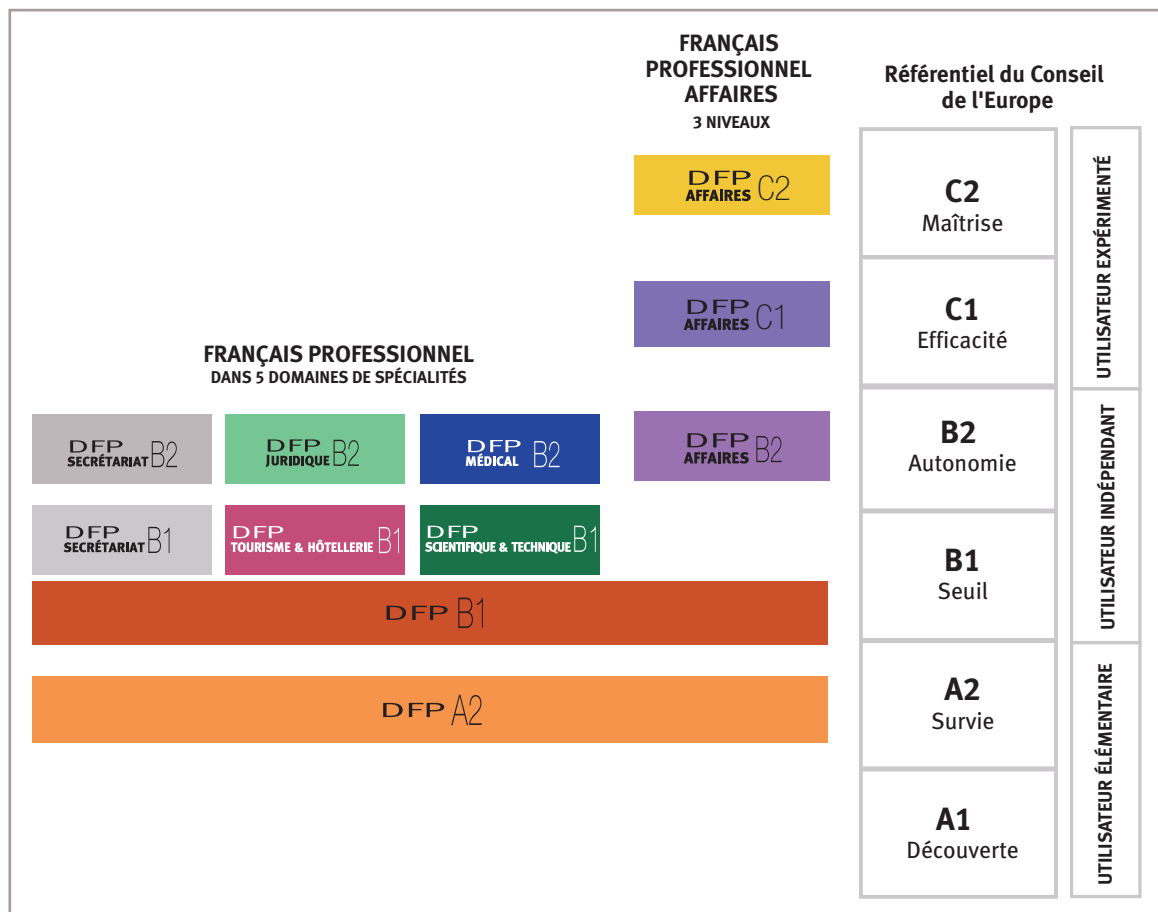 FRANÇAIS
PROFESSIONNEL
AFFAIRES
3 NIVEAUX
Référentiel du Conseil
de l'Europe
DFP
AFFAIRES C2
C2
Maîtrise
UTILISATEUR EXPÉRIMENTÉ
DFP
AFFAIRES C1
C1
Efficacité
FRANÇAIS PROFESSIONNEL
DANS 5 DOMAINES DE SPÉCIALITÉS
DFP
SECRÉTARIAT B2
DFP
JURIDIQUE B2
DFP
MÉDICAL B2
DFP
AFFAIRES B2
B2
Autonomie
UTILISATEUR INDÉPENDANT
DFP
SECRÉTARIAT B1
DFP
TOURISME & HÔTELLERIE B1
DFP
SCIENTIFIQUE & TECHNIQUE B1
B1
Seuil
DFP B1
DFP A2
A2
Survie
UTILISATEUR ÉLÉMENTAIRE
A1
Découverte